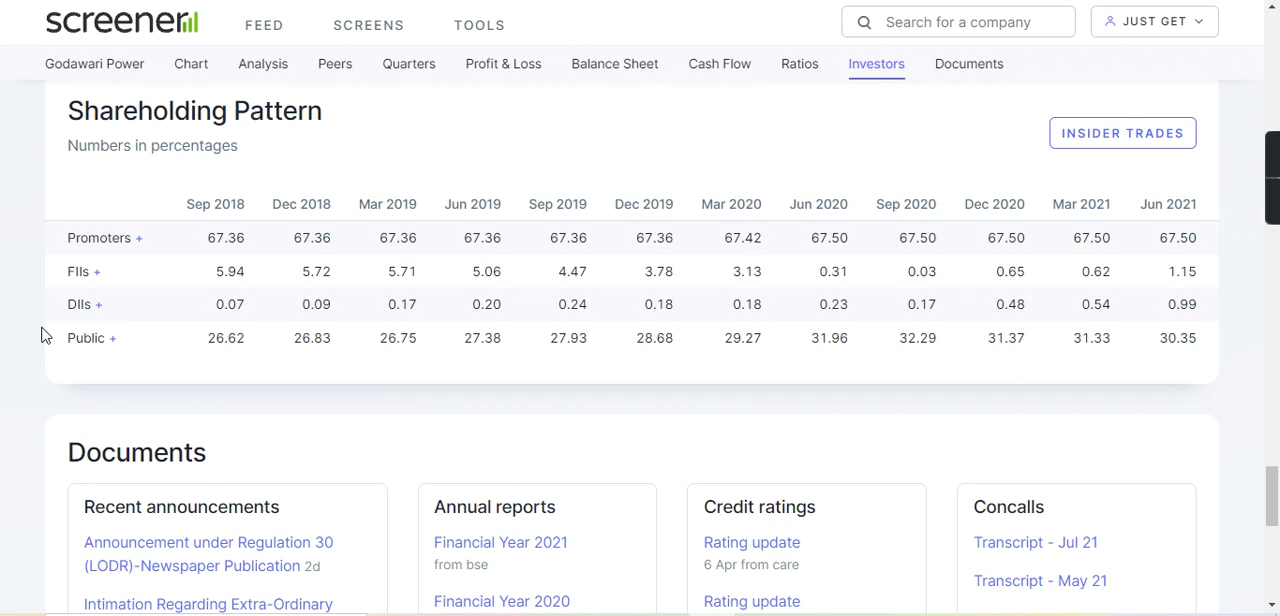 screener
FEED
SCREENS
TOOLS
Search for a company
JUST GET
Godawari Power
Chart
Analysis
Peers
Quarters
Profit & Loss
Balance Sheet
Cash Flow
Ratios
Investors
Documents
Shareholding Pattern
Numbers in percentages
INSIDER TRADES
Sep 2018 Dec 2018 Mar 2019 Jun 2019 Sep 2019 Dec 2019 Mar 2020 Jun 2020 Sep 2020 Dec 2020 Mar 2021 Jun 2021
Promoters + 67.36 67.36 67.36 67.36 67.36 67.36 67.42 67.50 67.50 67.50 67.50 67.50
FIIs + 5.94 5.72 5.71 5.06 4.47 3.78 3.13 0.31 0.03 0.65 0.62 1.15
DIIs + 0.07 0.09 0.17 0.20 0.24 0.18 0.18 0.23 0.17 0.48 0.54 0.99
Public + 26.62 26.83 26.75 27.38 27.93 28.68 29.27 31.96 32.29 31.37 31.33 30.35
Documents
Recent announcements
Announcement under Regulation 30
(LODR)-Newspaper Publication 2d
Intimation Regarding Extra-Ordinary
Annual reports
Financial Year 2021
from bse
Financial Year 2020
Credit ratings
Rating update
6 Apr from care
Rating update
Concalls
Transcript - Jul 21
Transcript - May 21